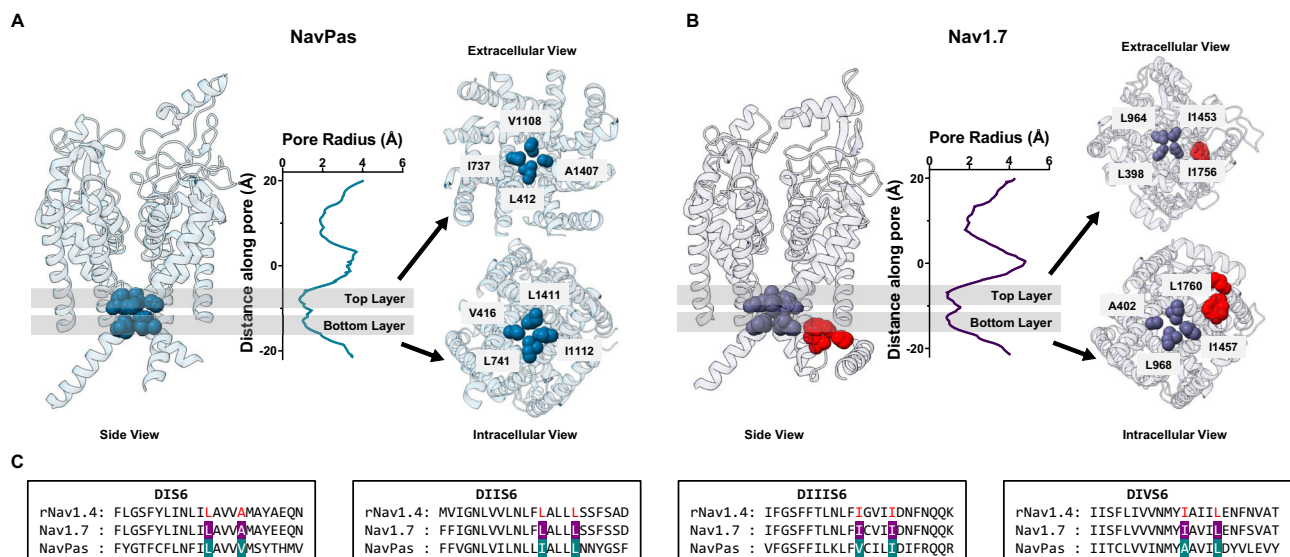 A
NavPas
Extracellular View
Pore Radius (Å)
0 2 4 6
Distance along pore (Å)
20
0
-20
V1108
I737
A1407
L412
Top Layer
Bottom Layer
L1411
V416
L741
I1112
Side View
Intracellular View
B
Nav1.7
Extracellular View
Pore Radius (Å)
0 2 4 6
Distance along pore (Å)
20
0
-20
L964
I1453
L398
I1756
Top Layer
Bottom Layer
L1760
A402
I1457
L968
Side View
Intracellular View
C
DIS6
rNav1.4: FLGSFYLINLILAVVAMAYAEQN
Nav1.7 : FLGSFYLINLILAVVAMAYEEQN
NavPas : FYGTFCFLNFILAVVVMSYTHMV
DIIS6
rNav1.4: MVIGNLVVLNLFLALLLSSFSAD
Nav1.7 : FFIGNLVVLNLFLALLLSSFSSD
NavPas : FFVGNLVILNLLIALLLNNYGSF
DIIIS6
rNav1.4: IFGSFFTLNLFIGVIIDNFNQQK
Nav1.7 : IFGSFFTLNLFICVIIDNFNQQK
NavPas : VFGSFFILKLFVCILIDIFRQQR
DIVS6
rNav1.4: IISFLIVVNMYIAIILENFNVAT
Nav1.7 : IISFLVVVNMYIAVILENFSVAT
NavPas : IITCLVVINMYAAVILDYVLEVY